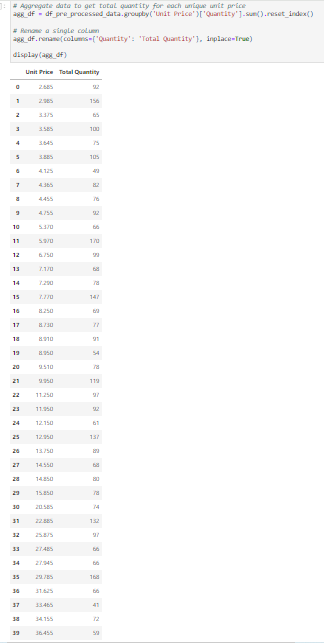 # Aggregate data to get total quantity for each unique unit price
agg_df = df_pre_processed_data.groupby('Unit Price')['Quantity'].sum().reset_index()
# Rename a single column
agg_df.rename(columns={'Quantity': 'Total Quantity'}, inplace=True)
display(agg_df)
Unit Price Total Quantity
0 2.685 92
1 2.985 156
2 3.375 65
3 3.585 100
4 3.645 75
5 3.885 105
6 4.125 49
7 4.365 82
8 4.455 76
9 4.755 92
10 5.370 66
11 5.970 170
12 6.750 99
13 7.170 68
14 7.290 78
15 7.770 147
16 8.250 69
17 8.730 77
18 8.910 91
19 8.950 54
20 9.510 78
21 9.950 119
22 11.250 97
23 11.950 92
24 12.150 61
25 12.950 137
26 13.750 89
27 14.550 68
28 14.850 80
29 15.850 78
30 20.585 74
31 22.885 132
32 25.875 97
33 27.485 66
34 27.945 66
35 29.785 168
36 31.625 66
37 33.465 41
38 34.155 72
39 36.455 59